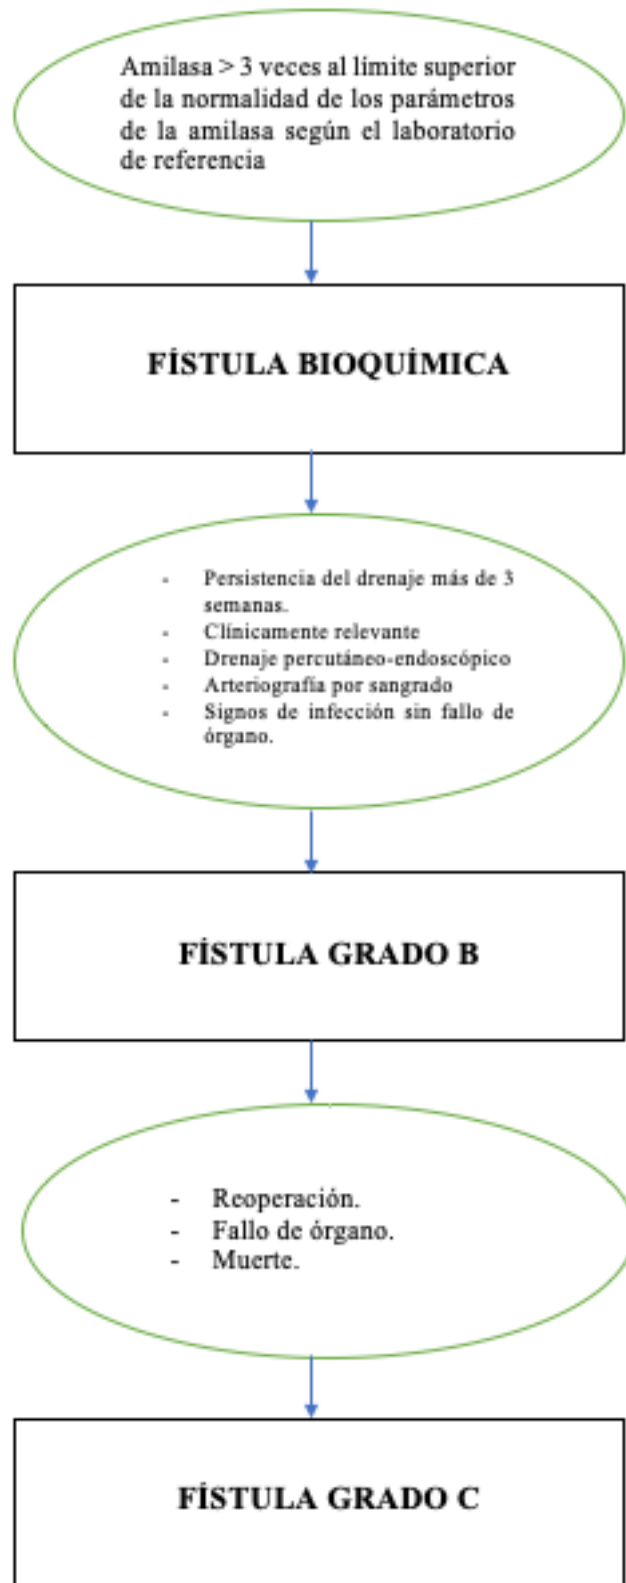 Amilasa > 3 veces al límite superior
de la normalidad de los parámetros
de la amilasa según el laboratorio
de referencia
FÍSTULA BIOQUÍMICA
- Persistencia del drenaje más de 3
semanas.
- Clínicamente relevante
- Drenaje percutáneo-endoscópico
- Arteriografía por sangrado
- Signos de infección sin fallo de
órgano.
FÍSTULA GRADO B
- Reoperación.
- Fallo de órgano.
- Muerte.
FÍSTULA GRADO C